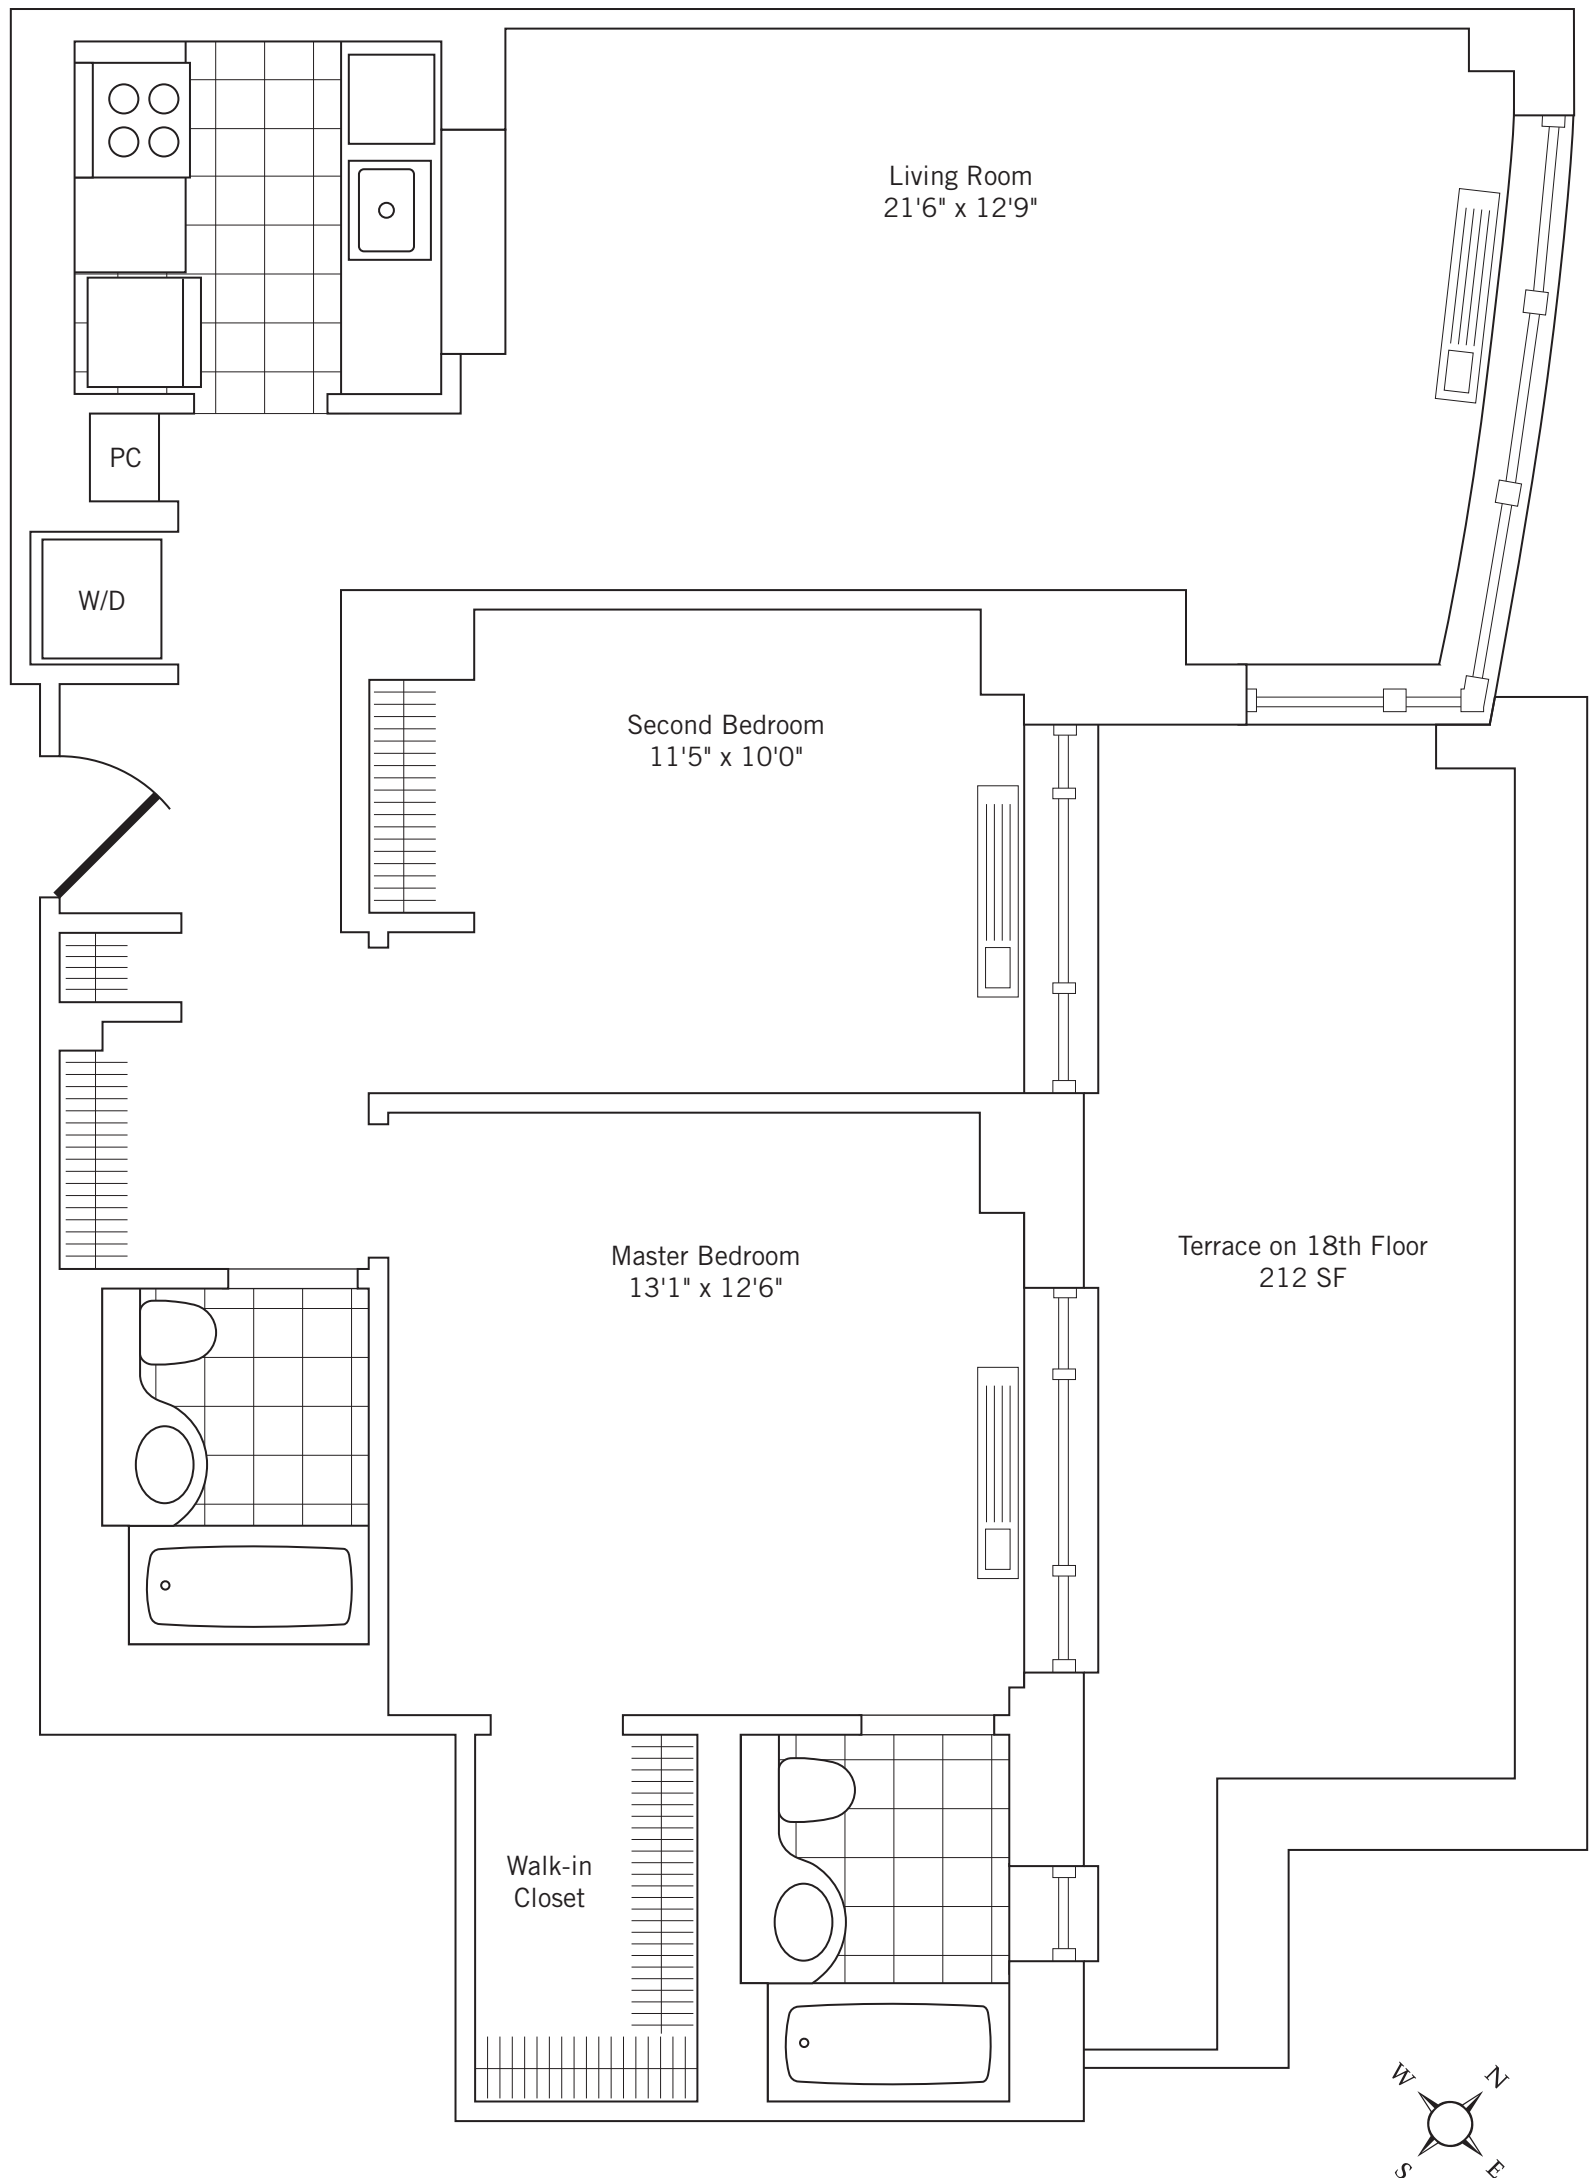 Living Room
21'6" x 12'9"
PC
W/D
Second Bedroom
11'5" x 10'0"
Master Bedroom
13'1" x 12'6"
Terrace on 18th Floor
212 SF
Walk-in
Closet
W N
S E